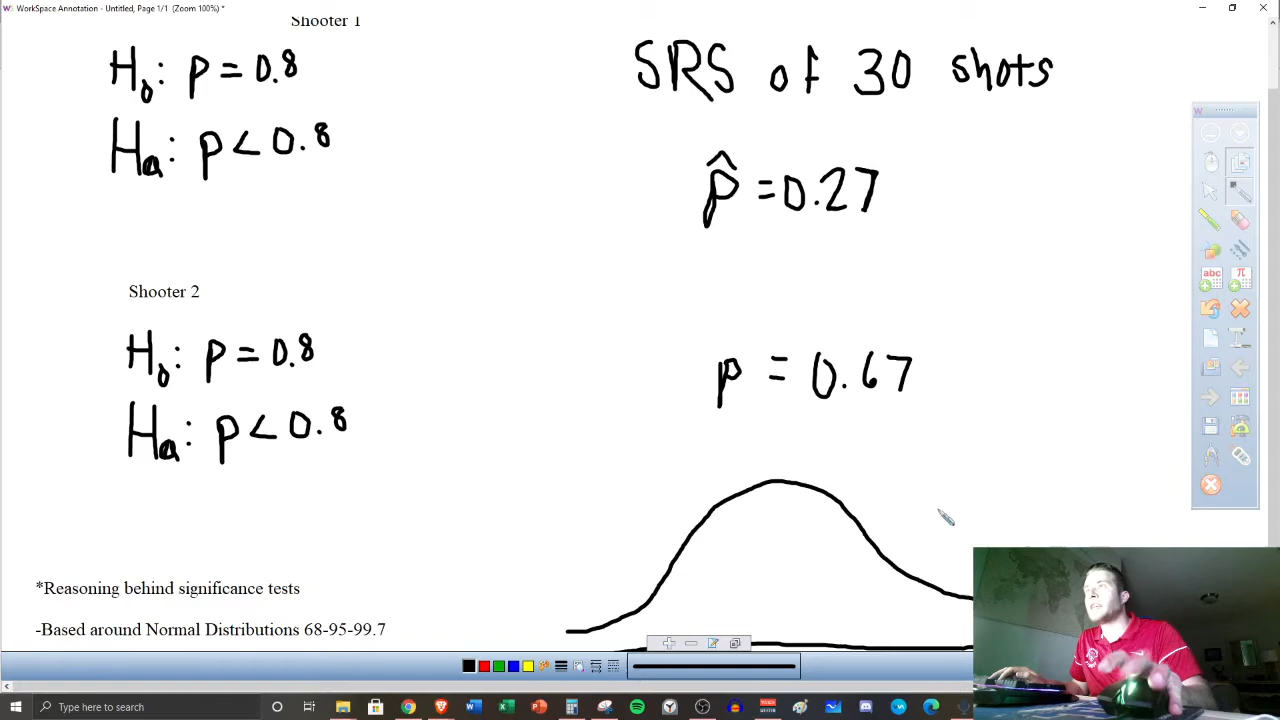 WorkSpace Annotation - Untitled, Page 1/1 (Zoom 100%) *
Shooter 1
H₀: p = 0.8
Hₐ: p < 0.8
SRS of 30 shots
p̂ = 0.27
Shooter 2
H₀: p = 0.8
Hₐ: p < 0.8
p = 0.67
*Reasoning behind significance tests
-Based around Normal Distributions 68-95-99.7
abc
π
Type here to search